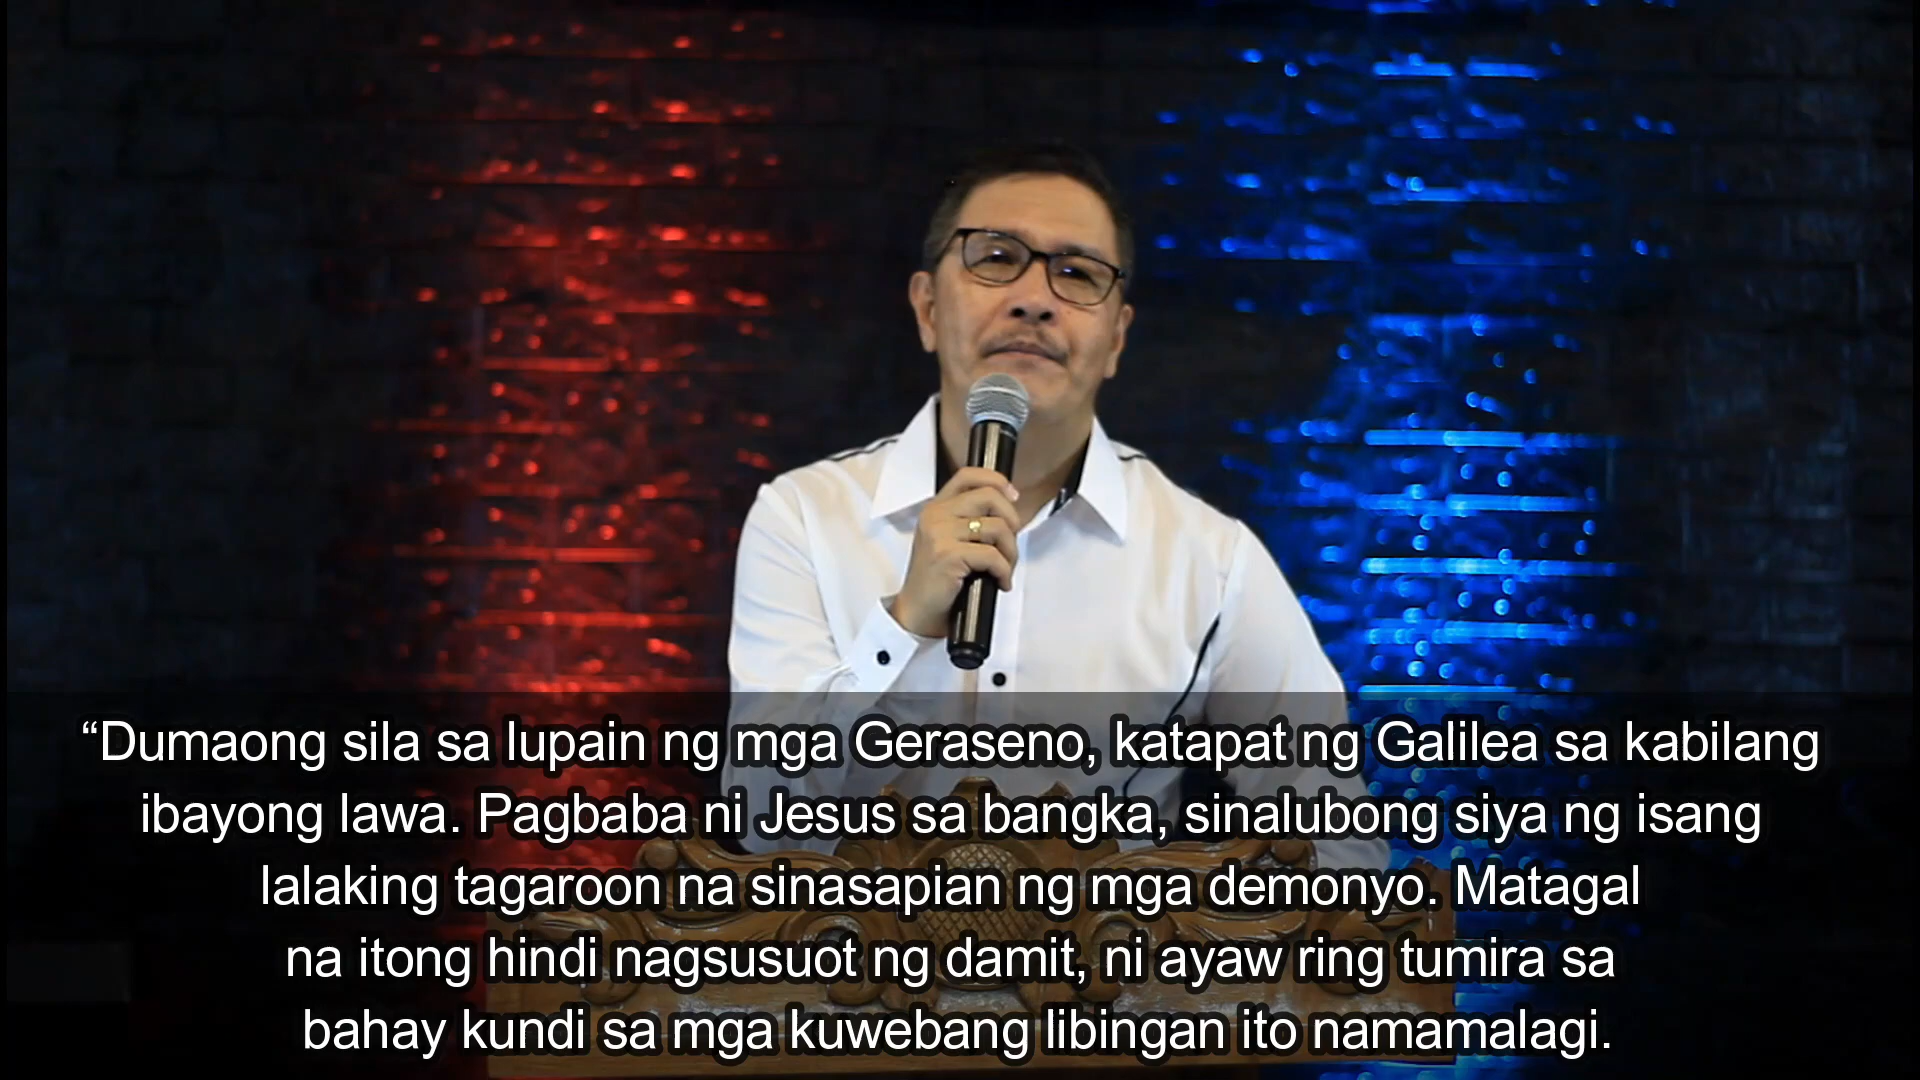 “Dumaong sila sa lupain ng mga Geraseno, katapat ng Galilea sa kabilang
ibayong lawa. Pagbaba ni Jesus sa bangka, sinalubong siya ng isang
lalaking tagaroon na sinasapian ng mga demonyo. Matagal
na itong hindi nagsusuot ng damit, ni ayaw ring tumira sa
bahay kundi sa mga kuwebang libingan ito namamalagi.